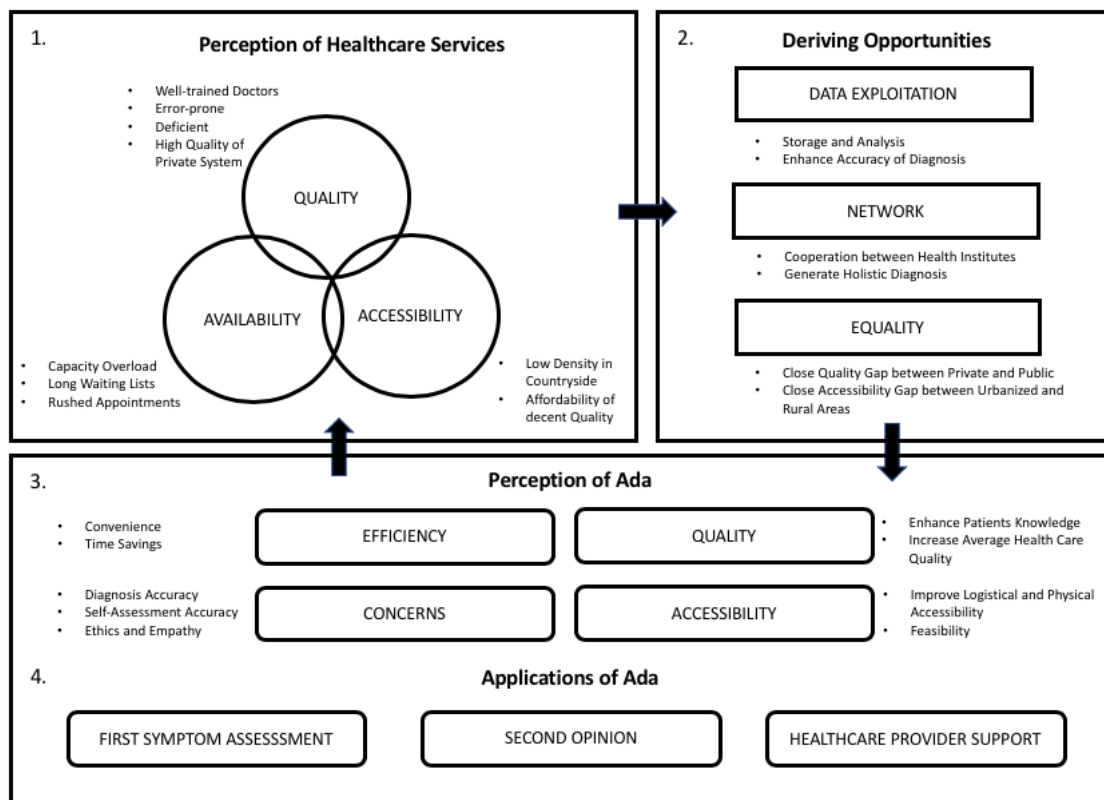 1.
Perception of Healthcare Services
• Well-trained Doctors
• Error-prone
• Deficient
• High Quality of
Private System
QUALITY
AVAILABILITY
ACCESSIBILITY
• Capacity Overload
• Long Waiting Lists
• Rushed Appointments
• Low Density in
Countryside
• Affordability of
decent Quality
2.
Deriving Opportunities
DATA EXPLOITATION
• Storage and Analysis
• Enhance Accuracy of Diagnosis
NETWORK
• Cooperation between Health Institutes
• Generate Holistic Diagnosis
EQUALITY
• Close Quality Gap between Private and Public
• Close Accessibility Gap between Urbanized and
Rural Areas
3.
Perception of Ada
• Convenience
• Time Savings
EFFICIENCY
QUALITY
• Enhance Patients Knowledge
• Increase Average Health Care
Quality
• Diagnosis Accuracy
• Self-Assessment Accuracy
• Ethics and Empathy
CONCERNS
ACCESSIBILITY
• Improve Logistical and Physical
Accessibility
• Feasibility
4.
Applications of Ada
FIRST SYMPTOM ASSESSSMENT
SECOND OPINION
HEALTHCARE PROVIDER SUPPORT